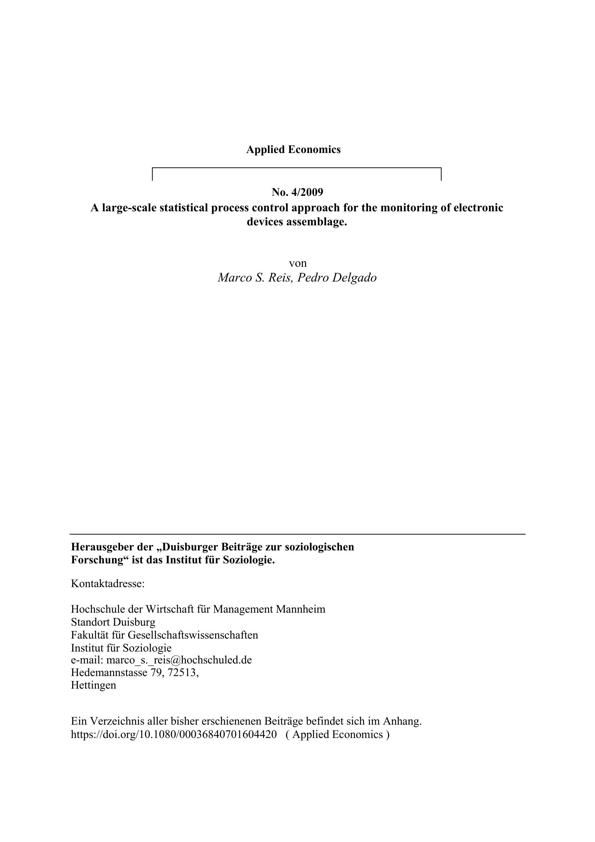 Applied Economics
No. 4/2009
A large-scale statistical process control approach for the monitoring of electronic
devices assemblage.
von
Marco S. Reis, Pedro Delgado
Herausgeber der „Duisburger Beiträge zur soziologischen
Forschung“ ist das Institut für Soziologie.
Kontaktadresse:
Hochschule der Wirtschaft für Management Mannheim
Standort Duisburg
Fakultät für Gesellschaftswissenschaften
Institut für Soziologie
e-mail: marco_s._reis@hochschuled.de
Hedemannstasse 79, 72513,
Hettingen
Ein Verzeichnis aller bisher erschienenen Beiträge befindet sich im Anhang.
https://doi.org/10.1080/00036840701604420 ( Applied Economics )